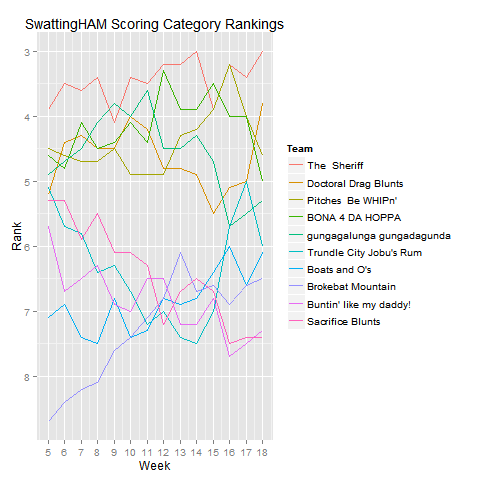 SwattingHAM Scoring Category Rankings
3
4
5
6
7
8
Rank
5 6 7 8 9 10 11 12 13 14 15 16 17 18
Week
Team
The Sheriff
Doctoral Drag Blunts
Pitches Be WHIPn'
BONA 4 DA HOPPA
gungagalunga gungadagunda
Trundle City Jobu's Rum
Boats and O's
Brokebat Mountain
Buntin' like my daddy!
Sacrifice Blunts